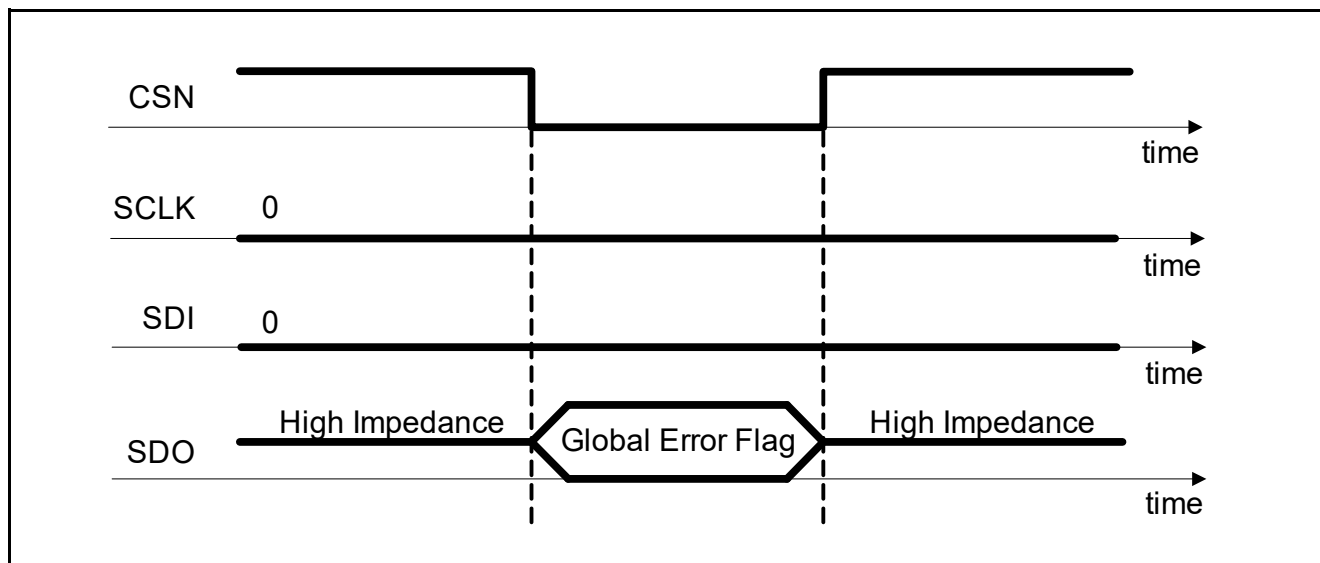 CSN
time
SCLK 0
time
SDI 0
time
High Impedance Global Error Flag High Impedance
SDO
time